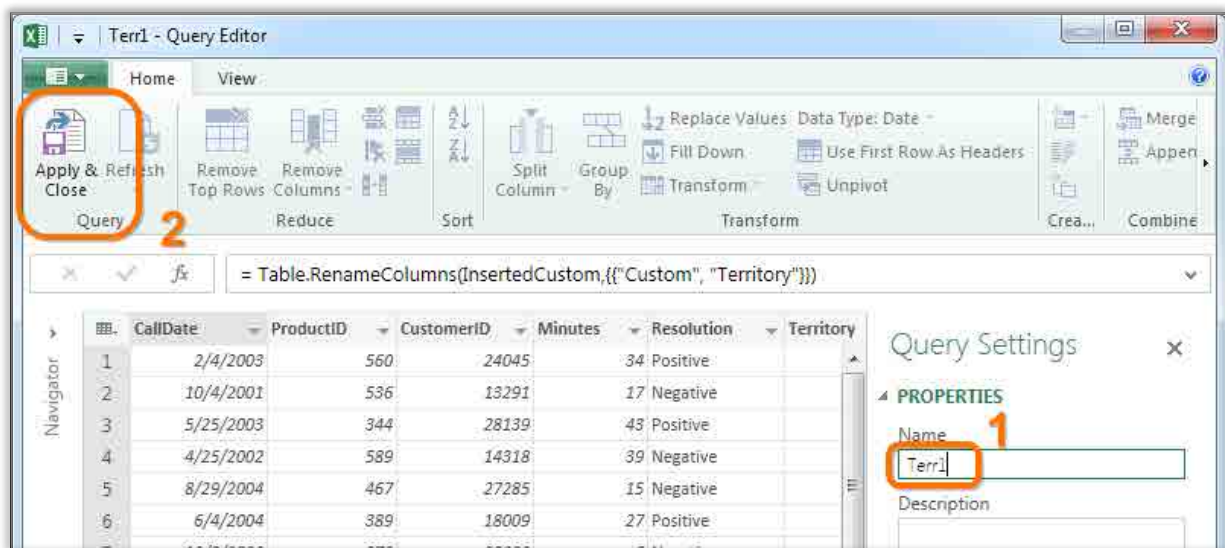 Terr1 - Query Editor
Home View
Apply & Close
Refresh
Remove Top Rows
Remove Columns
Split Column
Group By
Replace Values
Fill Down
Transform
Data Type: Date
Use First Row As Headers
Unpivot
Merge
Appen
Query Reduce Sort Transform Crea... Combine
2
fx = Table.RenameColumns(InsertedCustom,{{"Custom", "Territory"}})
Navigator
CallDate ProductID CustomerID Minutes Resolution Territory
1 2/4/2003 560 24045 34 Positive
2 10/4/2001 536 13291 17 Negative
3 5/25/2003 344 28139 43 Positive
4 4/25/2002 589 14318 39 Negative
5 8/29/2004 467 27285 15 Negative
6 6/4/2004 389 18009 27 Positive
Query Settings
PROPERTIES
Name
1
Terr1
Description